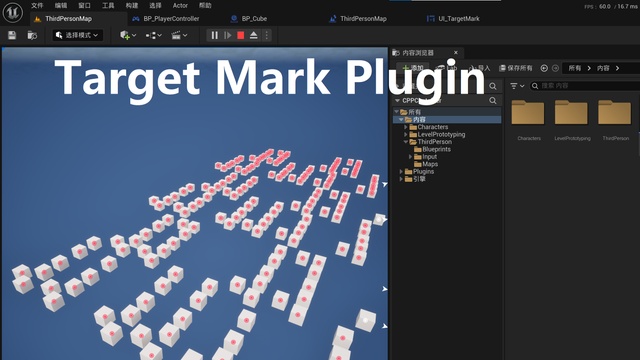 文件 编辑 窗口 工具 构建 选择 Actor 帮助
FPS: 60.0 / 16.7 ms
ThirdPersonMap BP_PlayerController BP_Cube ThirdPersonMap UI_TargetMark
选择模式
内容浏览器
添加 导入 保存所有 所有 内容
Target Mark Plugin
搜索 内容
所有
内容
Characters
LevelPrototyping
ThirdPerson
Blueprints
Input
Maps
Plugins
引擎
Characters LevelPrototyping ThirdPerson